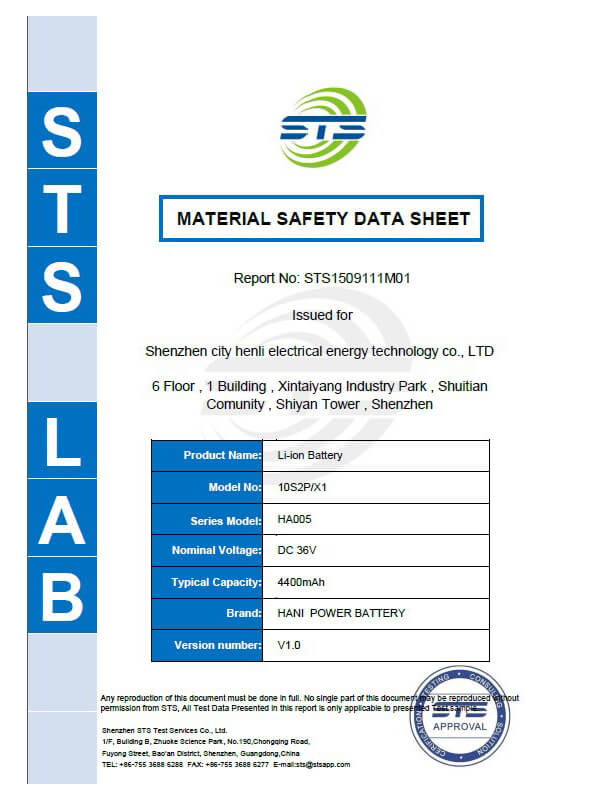 STS LAB
STS
MATERIAL SAFETY DATA SHEET
Report No: STS1509111M01
Issued for
Shenzhen city henli electrical energy technology co., LTD
6 Floor , 1 Building , Xintaiyang Industry Park , Shuitian
Comunity , Shiyan Tower , Shenzhen
Product Name: Li-ion Battery
Model No: 10S2P/X1
Series Model: HA005
Nominal Voltage: DC 36V
Typical Capacity: 4400mAh
Brand: HANI POWER BATTERY
Version number: V1.0
Any reproduction of this document must be done in full. No single part of this document may be reproduced without
permission from STS, All Test Data Presented in this report is only applicable to presented Test sample.
Shenzhen STS Test Services Co., Ltd.
1/F, Building B, Zhuoke Science Park, No.190,Chongqing Road,
Fuyong Street, Bao'an District, Shenzhen, Guangdong,China
TEL: +86-755 3688 6288 FAX: +86-755 3688 6277 E-mail:sts@stsapp.com
TESTING • CONSULTING • SOLUTION
STS
APPROVAL